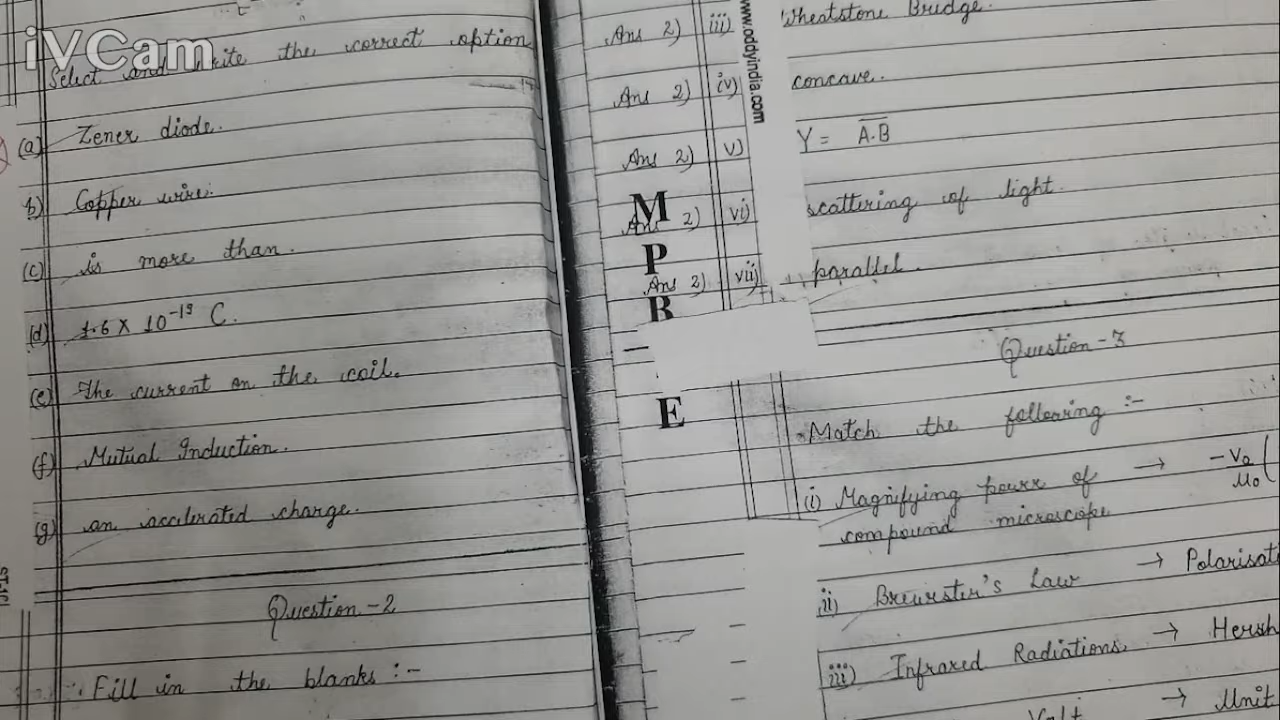 iVCam
Select and write the correct option
(a) Zener diode.
b) Copper wire.
(c) is more than.
(d) 1.6 X 10⁻¹⁹ C.
(e) The current on the coil.
(f) Mutual Induction.
g) an accelerated charge.
Question-2
Fill in the blanks :-
www.oddyindia.com
Ans 2) iii) Wheatstone Bridge.
Ans 2) iv) concave.
Ans 2) v) Y = \overline{A.B}
M
Ans 2) vi) scattering of light.
P
Ans 2) vii) parallel.
B
E
Question-3
Match the following :-
(i) Magnifying power of → -V₀/u₀ (
compound microscope
ii) Brewster's Law → Polarisati
iii) Infrared Radiations → Hersh
Volt → Unit